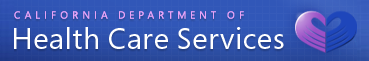 CALIFORNIA DEPARTMENT OF
Health Care Services